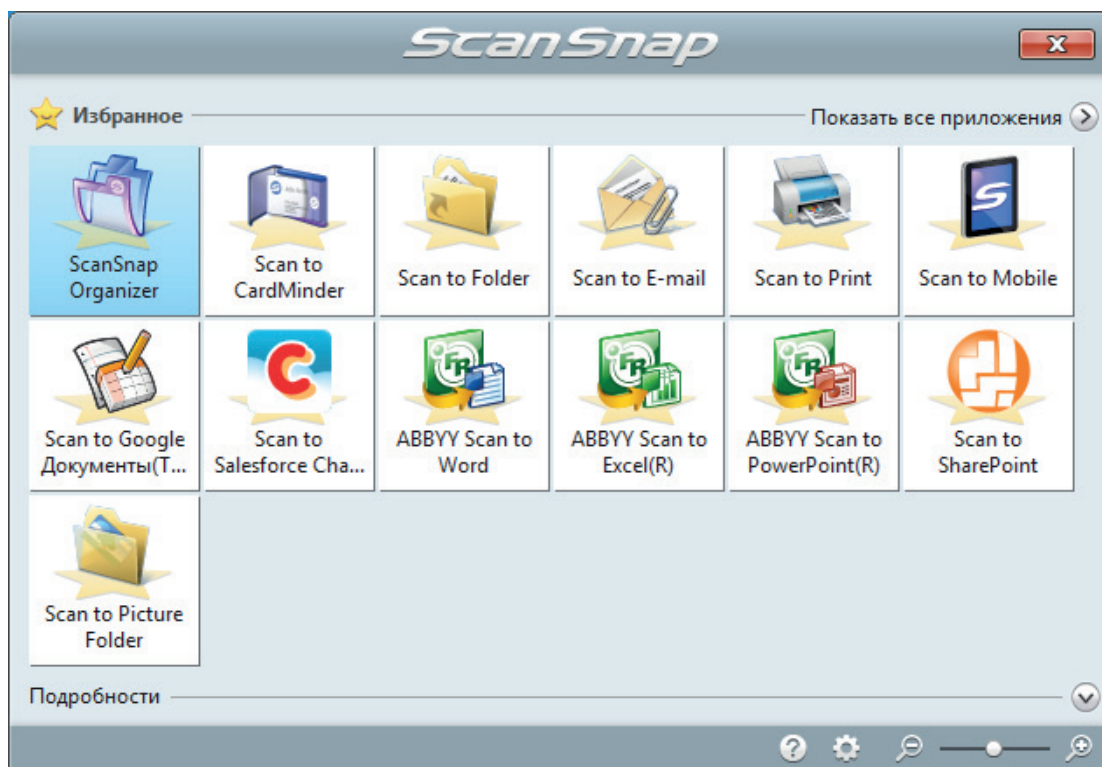 ScanSnap
Избранное
Показать все приложения
ScanSnap
Organizer
Scan to
CardMinder
Scan to Folder
Scan to E-mail
Scan to Print
Scan to Mobile
Scan to Google
Документы(Т...
Scan to
Salesforce Cha...
ABBYY Scan to
Word
ABBYY Scan to
Excel(R)
ABBYY Scan to
PowerPoint(R)
Scan to
SharePoint
Scan to Picture
Folder
Подробности